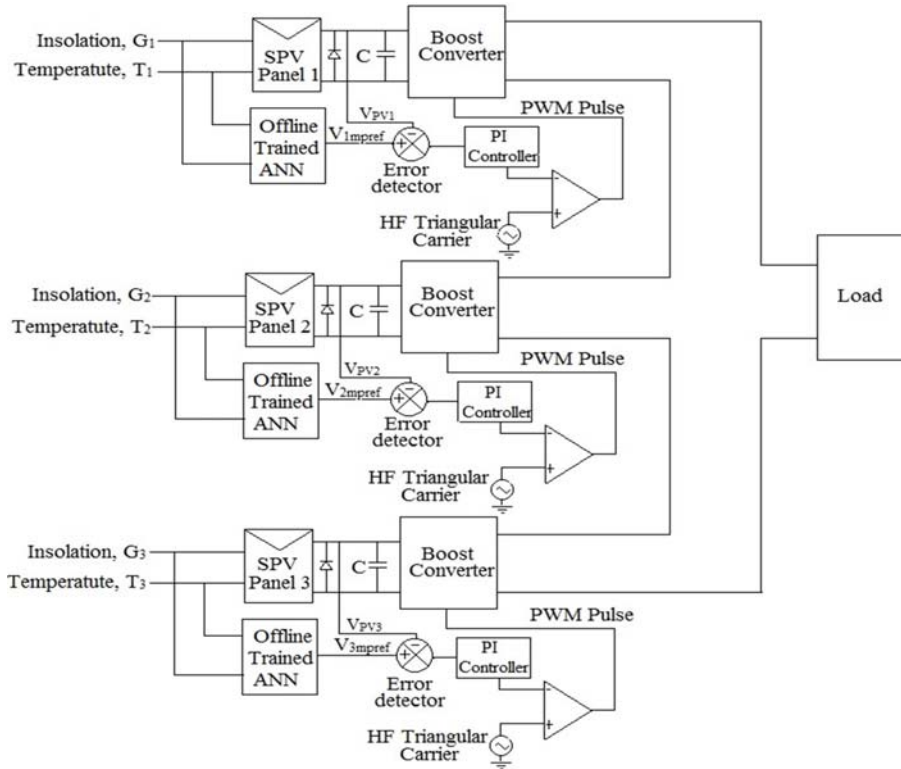 Insolation, G1
Temperatute, T1
SPV
Panel 1
C
Boost
Converter
Offline
Trained
ANN
VPV1
V1mpref
Error
detector
PI
Controller
PWM Pulse
HF Triangular
Carrier
-
+
-
Load
Insolation, G2
Temperatute, T2
SPV
Panel 2
C
Boost
Converter
Offline
Trained
ANN
VPV2
V2mpref
Error
detector
PI
Controller
PWM Pulse
HF Triangular
Carrier
-
+
-
Insolation, G3
Temperatute, T3
SPV
Panel 3
C
Boost
Converter
Offline
Trained
ANN
VPV3
V3mpref
Error
detector
PI
Controller
PWM Pulse
HF Triangular
Carrier
-
+
-